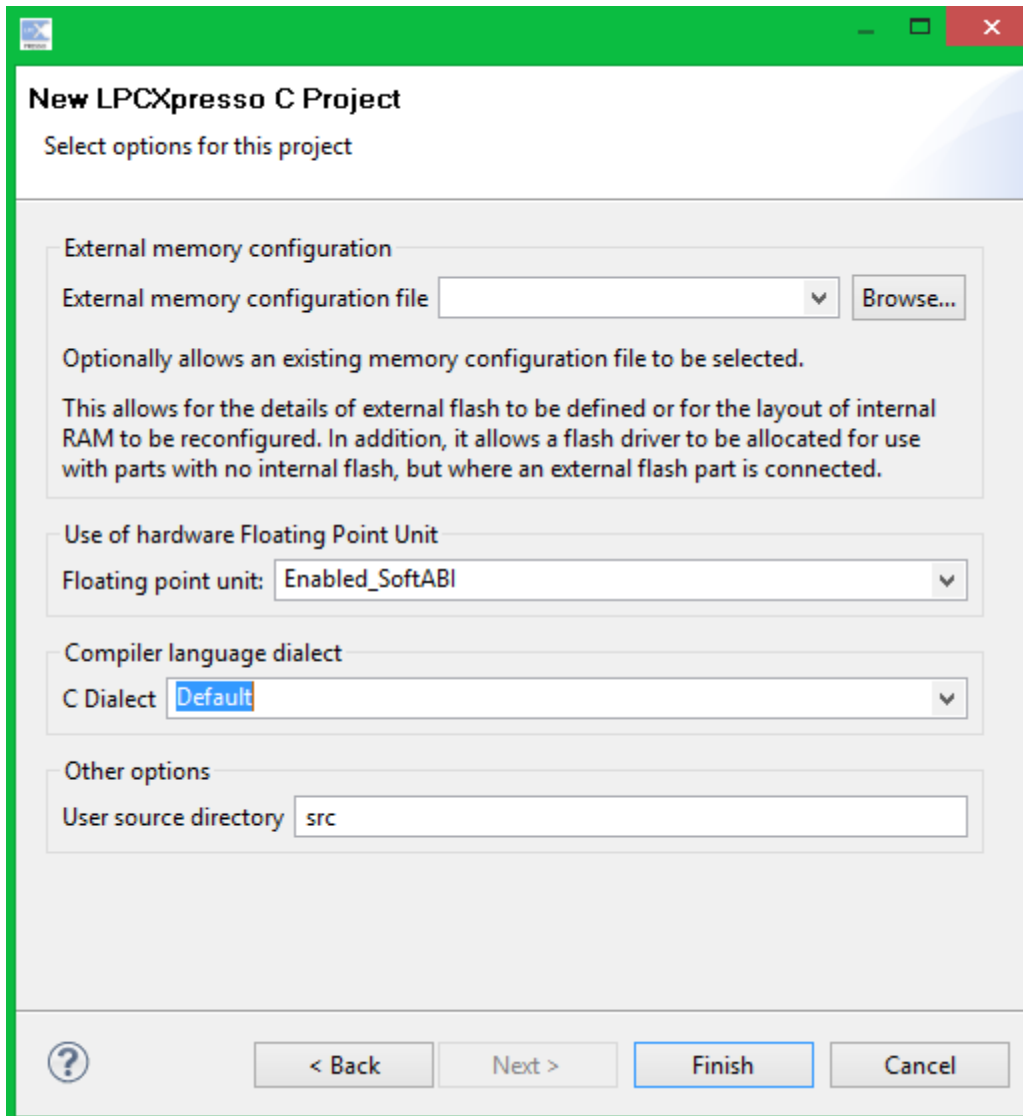 New LPCXpresso C Project
Select options for this project
External memory configuration
External memory configuration file
Browse...
Optionally allows an existing memory configuration file to be selected.
This allows for the details of external flash to be defined or for the layout of internal
RAM to be reconfigured. In addition, it allows a flash driver to be allocated for use
with parts with no internal flash, but where an external flash part is connected.
Use of hardware Floating Point Unit
Floating point unit: Enabled_SoftABI
Compiler language dialect
C Dialect Default
Other options
User source directory src
? < Back Next > Finish Cancel